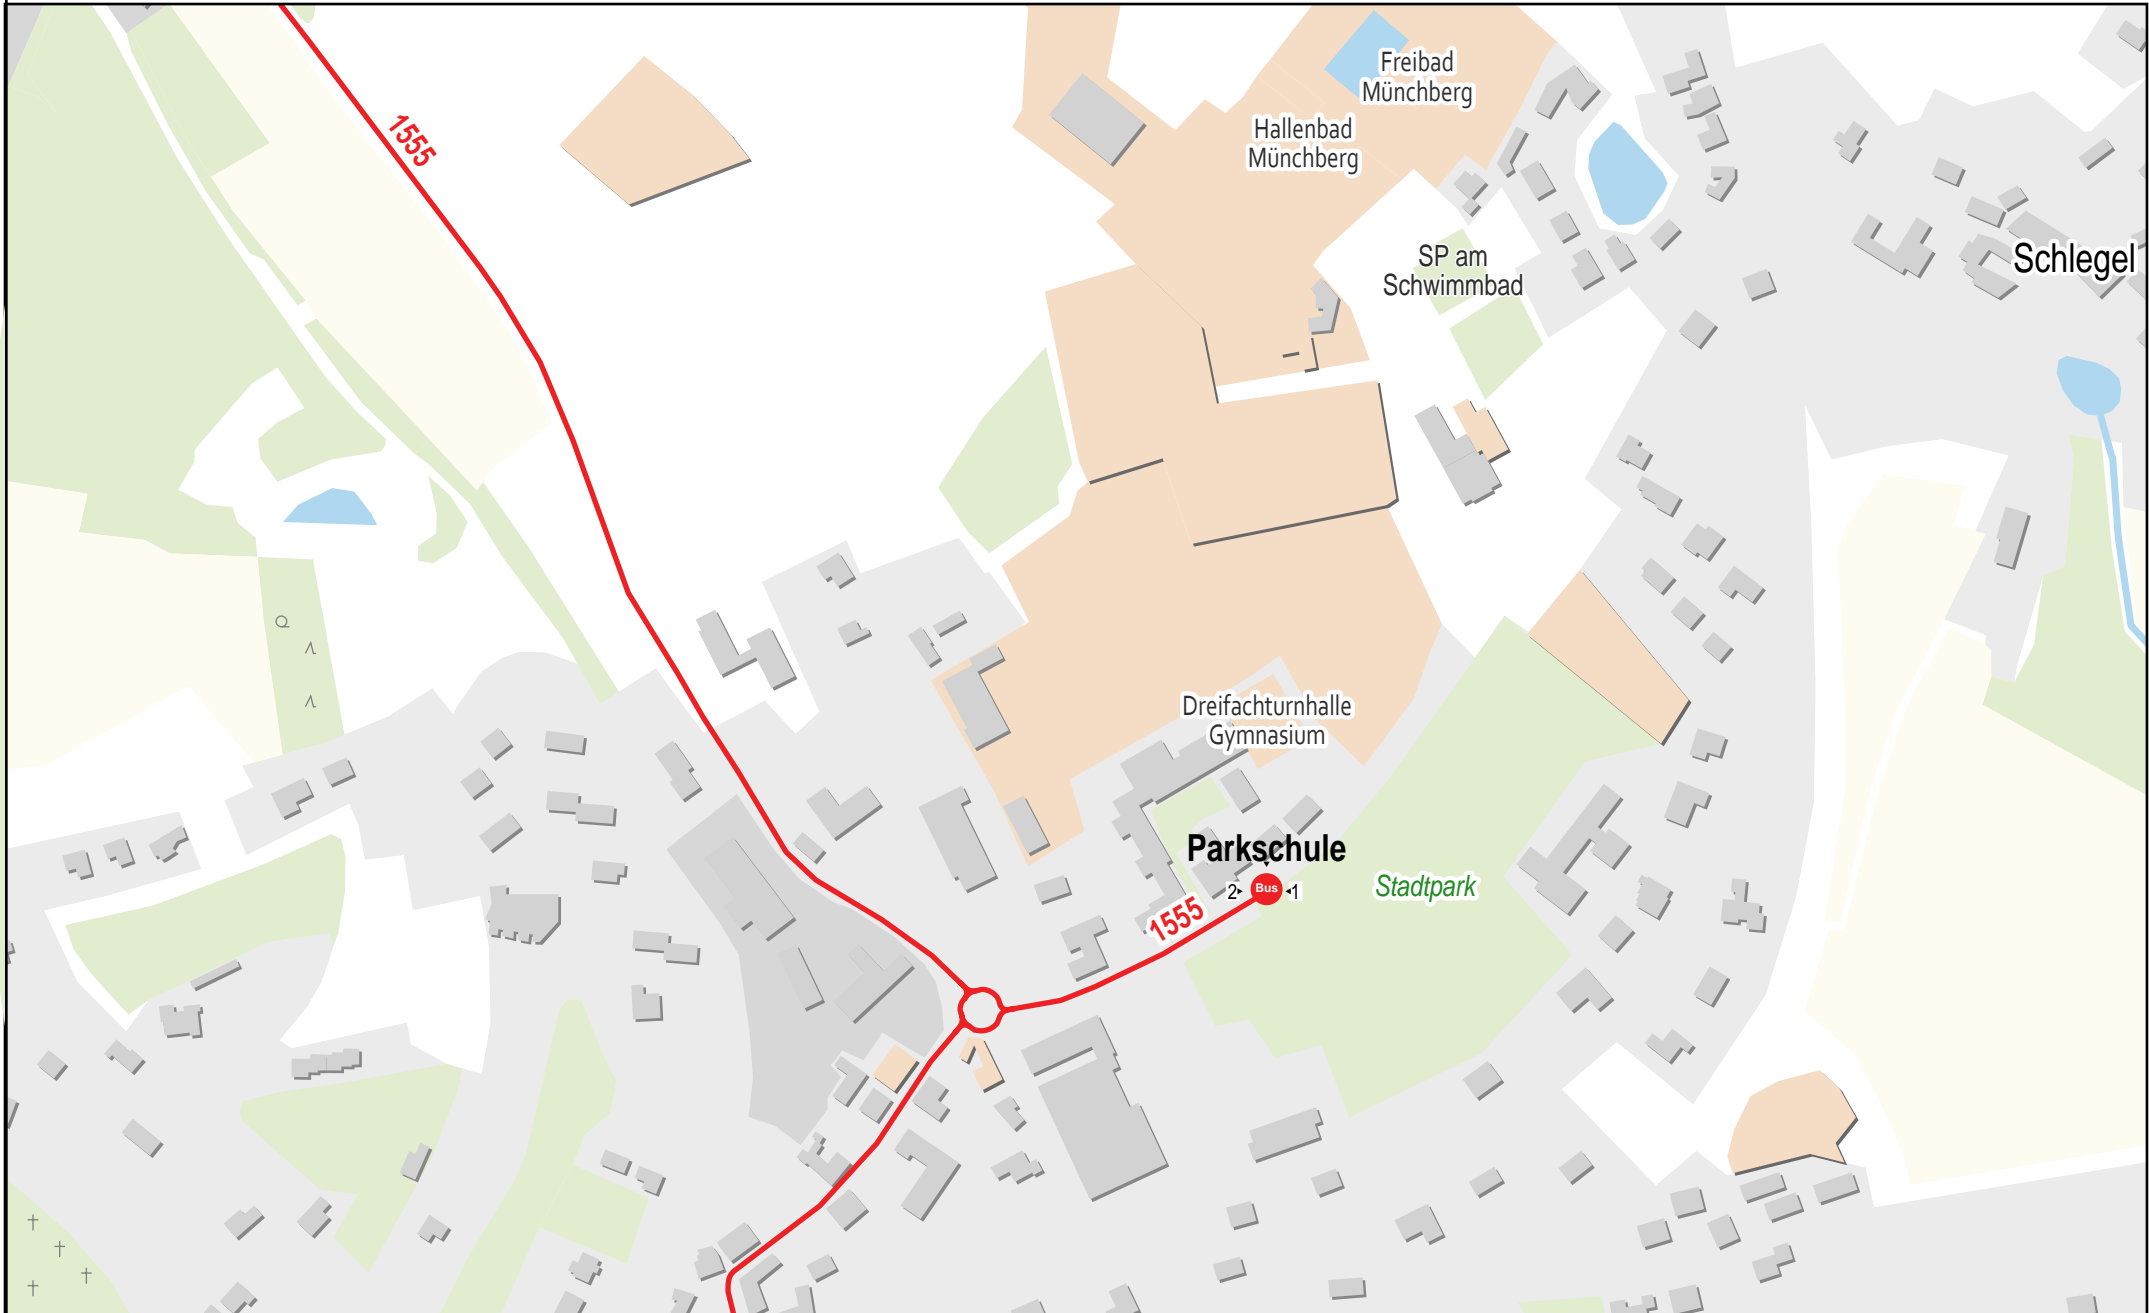 Freibad
Münchberg
1555
Hallenbad
Münchberg
SP am
Schwimmbad
Schlegel
Dreifachturnhalle
Gymnasium
Parkschule
2 Bus 1
Stadtpark
1555